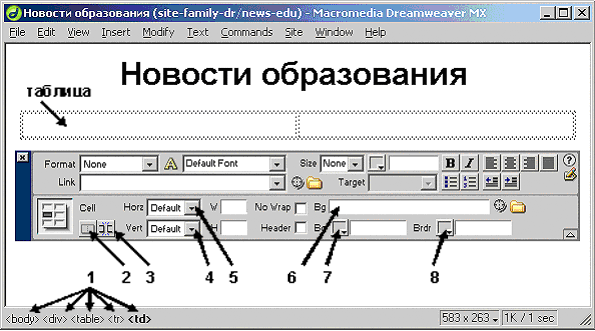 Новости образования (site-family-dr/news-edu) - Macromedia Dreamweaver MX
File Edit View Insert Modify Text Commands Site Window Help
Новости образования
таблица
Format None Default Font Size None B I
Link Target
Cell Horz Default W No Wrap Bg
Vert Default H Header Bg Brdr
1 2 3 4 5 6 7 8
<body> <div> <table> <tr> <td> 583 x 263 1K / 1 sec